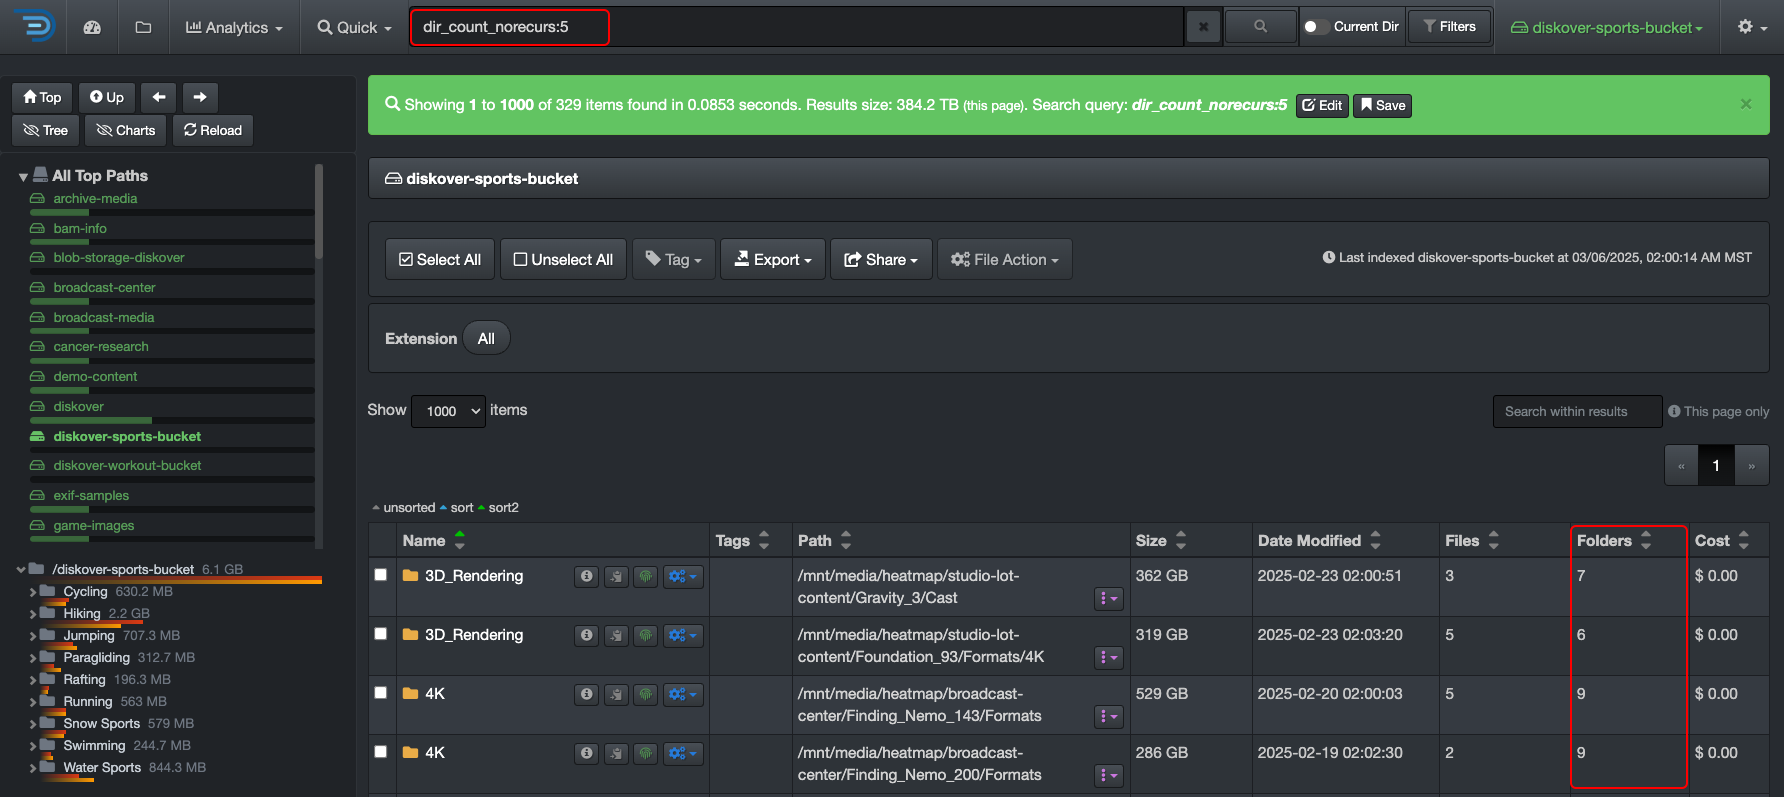 Analytics
Quick
dir_count_norecurs:5
Current Dir
Filters
diskover-sports-bucket
Top
Up
Tree
Charts
Reload
Showing 1 to 1000 of 329 items found in 0.0853 seconds. Results size: 384.2 TB (this page). Search query: dir_count_norecurs:5 Edit Save
×
All Top Paths
archive-media
bam-info
blob-storage-diskover
broadcast-center
broadcast-media
cancer-research
demo-content
diskover
diskover-sports-bucket
diskover-workout-bucket
exif-samples
game-images
/diskover-sports-bucket 6.1 GB
Cycling 630.2 MB
Hiking 2.2 GB
Jumping 707.3 MB
Paragliding 312.7 MB
Rafting 196.3 MB
Running 563 MB
Snow Sports 579 MB
Swimming 244.7 MB
Water Sports 844.3 MB
diskover-sports-bucket
Select All
Unselect All
Tag
Export
Share
File Action
Last indexed diskover-sports-bucket at 03/06/2025, 02:00:14 AM MST
Extension All
Show 1000 items
Search within results
This page only
« 1 »
unsorted sort sort2
Name Tags Path Size Date Modified Files Folders Cost
3D_Rendering /mnt/media/heatmap/studio-lot- 362 GB 2025-02-23 02:00:51 3 7 $ 0.00
content/Gravity_3/Cast
3D_Rendering /mnt/media/heatmap/studio-lot- 319 GB 2025-02-23 02:03:20 5 6 $ 0.00
content/Foundation_93/Formats/4K
4K /mnt/media/heatmap/broadcast- 529 GB 2025-02-20 02:00:03 5 9 $ 0.00
center/Finding_Nemo_143/Formats
4K /mnt/media/heatmap/broadcast- 286 GB 2025-02-19 02:02:30 2 9 $ 0.00
center/Finding_Nemo_200/Formats